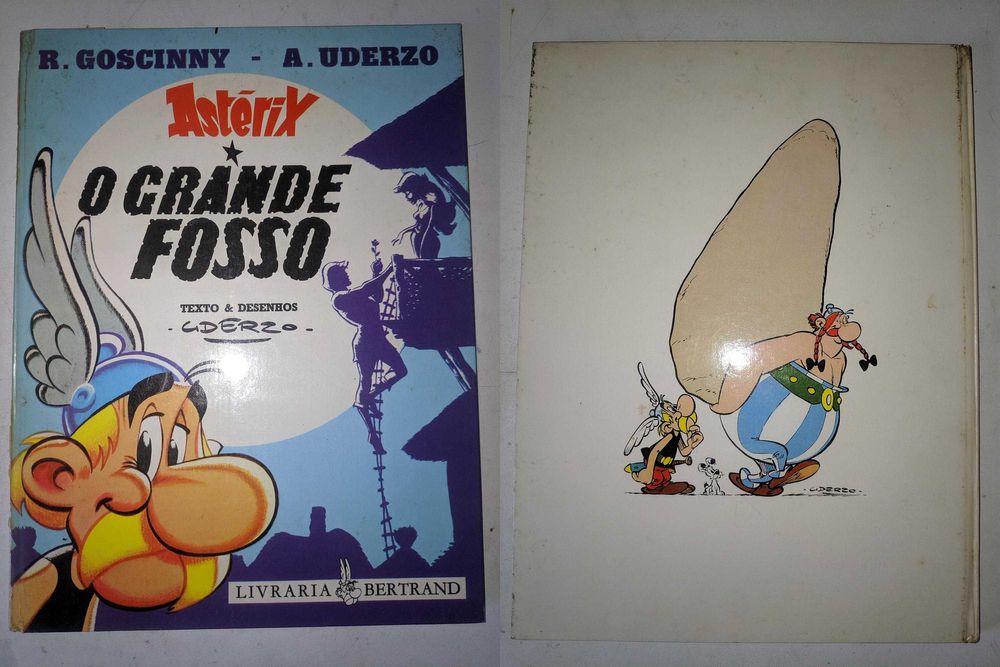 R. GOSCINNY - A. UDERZO
Astérix
O GRANDE
FOSSO
TEXTO & DESENHOS
- UDERZO -
LIVRARIA BERTRAND
- UDERZO -